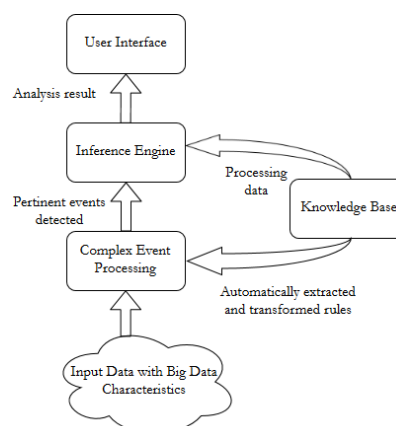 User Interface
Analysis result
Inference Engine
Processing
data
Pertinent events
detected
Knowledge Base
Complex Event
Processing
Automatically extracted
and transformed rules
Input Data with Big Data
Characteristics